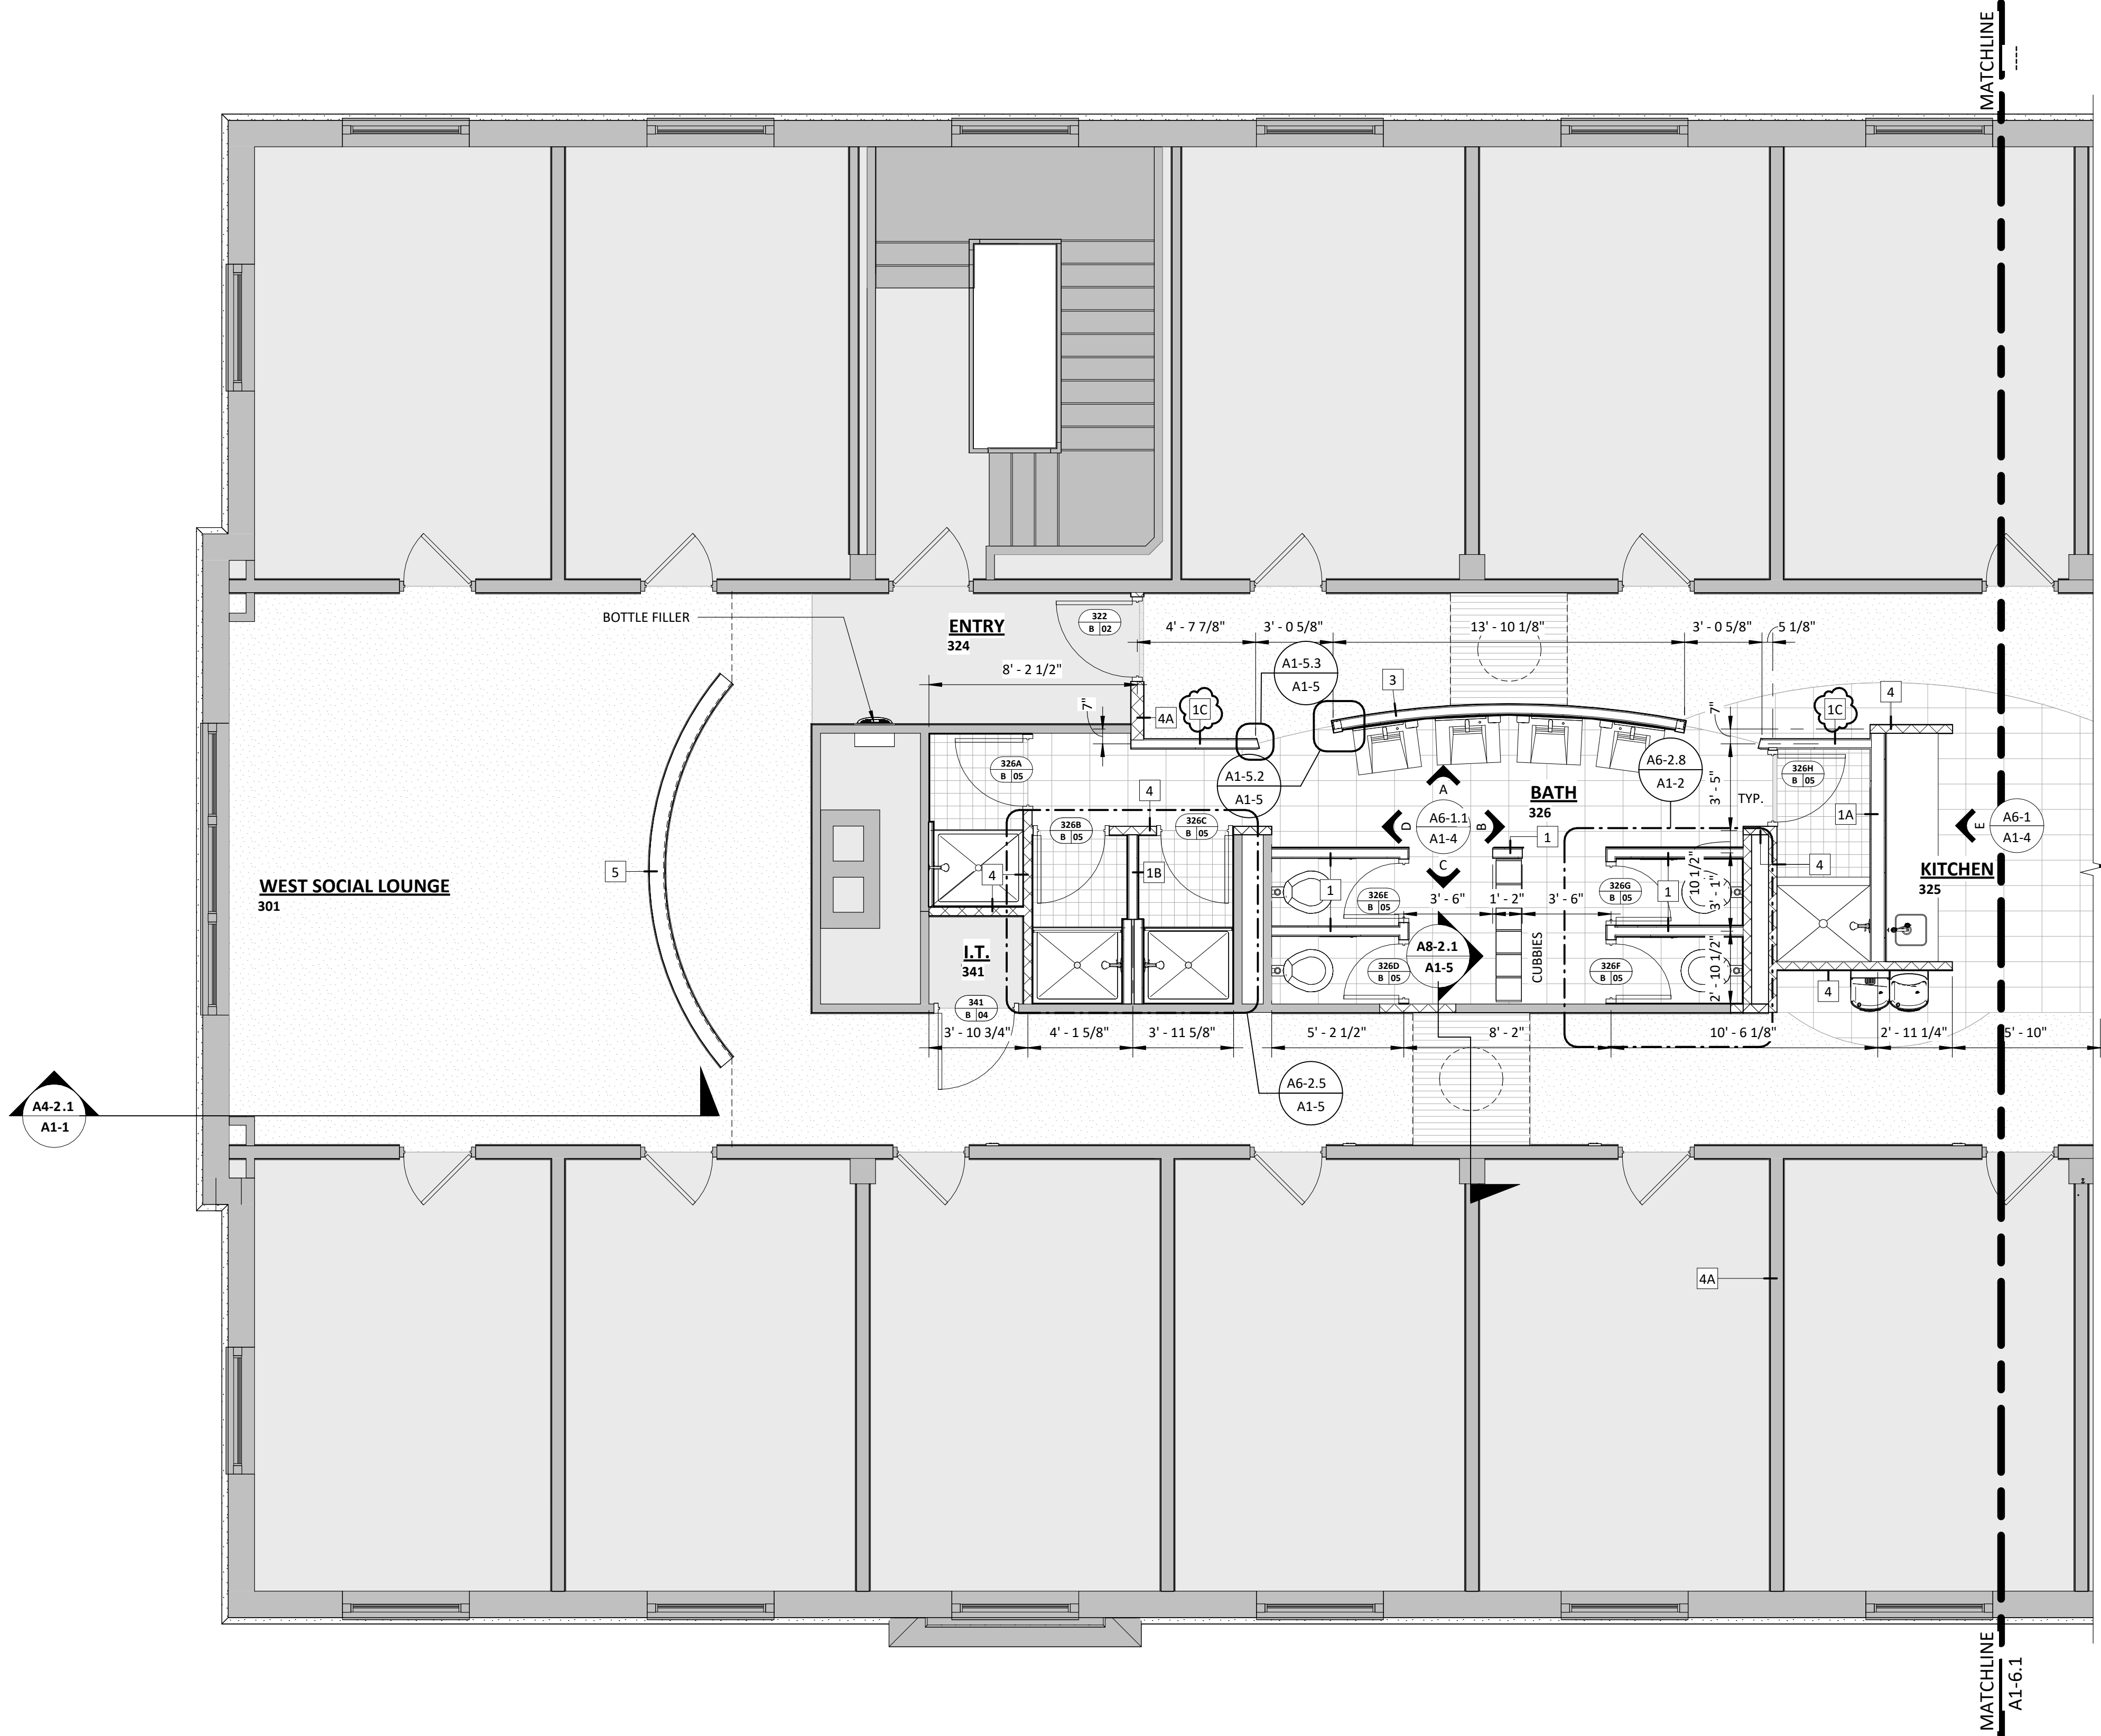 MATCHLINE
-----
BOTTLE FILLER
ENTRY
324
322
B 02
4' - 7 7/8"
3' - 0 5/8"
13' - 10 1/8"
3' - 0 5/8"
5 1/8"
8' - 2 1/2"
A1-5.3
A1-5
3
4
7"
4A
1C
7"
1C
326A
B 05
A1-5.2
A1-5
A6-2.8
A1-2
326H
B 05
4
A
BATH
326
3' - 5"
TYP.
1A
326B
B 05
326C
B 05
D
A6-1.1
A1-4
B
C
1
E
A6-1
A1-4
5
WEST SOCIAL LOUNGE
301
4
1B
1
326E
B 05
3' - 6"
1' - 2"
3' - 6"
326G
B 05
1
10 1/2"
3' - 1"
4
KITCHEN
325
I.T.
341
A8-2.1
A1-5
326D
B 05
CUBBIES
326F
B 05
2' - 10 1/2"
4
341
B 04
3' - 10 3/4"
4' - 1 5/8"
3' - 11 5/8"
5' - 2 1/2"
8' - 2"
10' - 6 1/8"
2' - 11 1/4"
5' - 10"
A6-2.5
A1-5
A4-2.1
A1-1
4A
MATCHLINE
A1-6.1